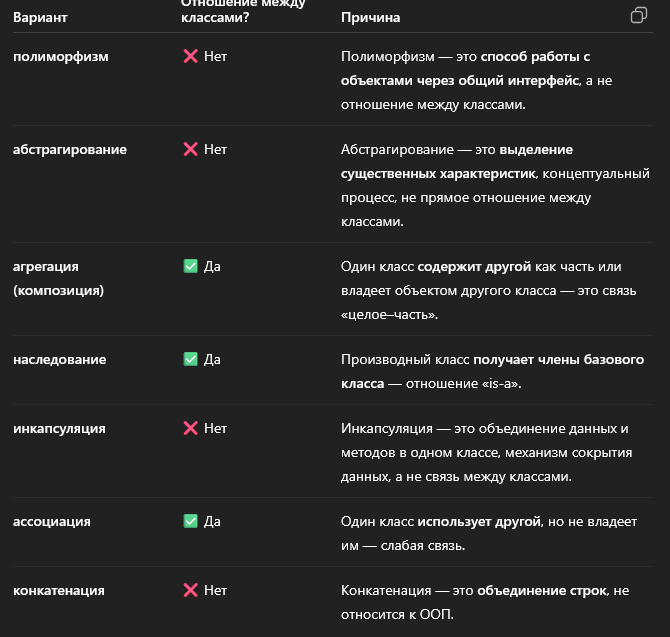 Отношение между
Вариант классами? Причина
полиморфизм ❌ Нет Полиморфизм — это способ работы с
объектами через общий интерфейс, а не
отношение между классами.
абстрагирование ❌ Нет Абстрагирование — это выделение
существенных характеристик, концептуальный
процесс, не прямое отношение между
классами.
агрегация ✅ Да Один класс содержит другой как часть или
(композиция) владеет объектом другого класса — это связь
«целое–часть».
наследование ✅ Да Производный класс получает члены базового
класса — отношение «is-a».
инкапсуляция ❌ Нет Инкапсуляция — это объединение данных и
методов в одном классе, механизм сокрытия
данных, а не связь между классами.
ассоциация ✅ Да Один класс использует другой, но не владеет
им — слабая связь.
конкатенация ❌ Нет Конкатенация — это объединение строк, не
относится к ООП.